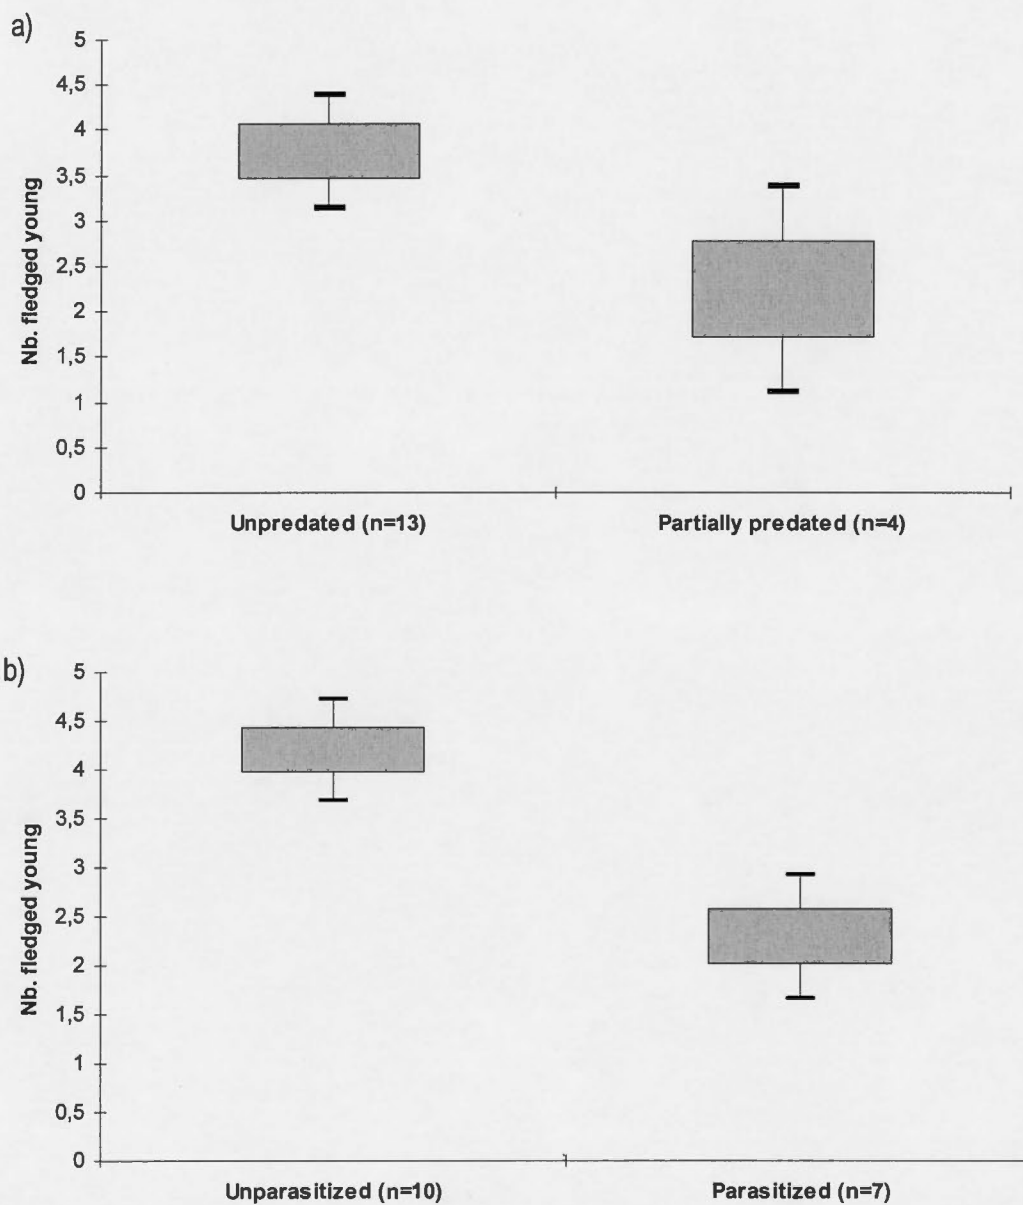 a)
Nb. fledged young
5
4,5
4
3,5
3
2,5
2
1,5
1
0,5
0
Unpredated (n=13)
Partially predated (n=4)
b)
Nb. fledged young
5
4,5
4
3,5
3
2,5
2
1,5
1
0,5
0
Unparasitized (n=10)
Parasitized (n=7)